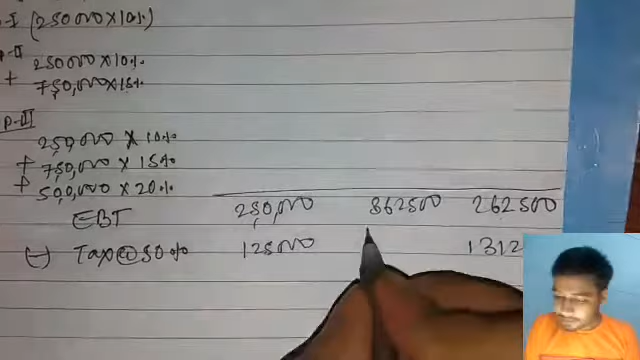 P-I (250000×10%)
P-II
250000×10%
+ 750,000×15%
P-III
250,000 × 10%
+ 750,000 × 15%
+ 500,000 × 20%
EBT 250,000 862500 262500
(-) Tax@50% 125000 1312